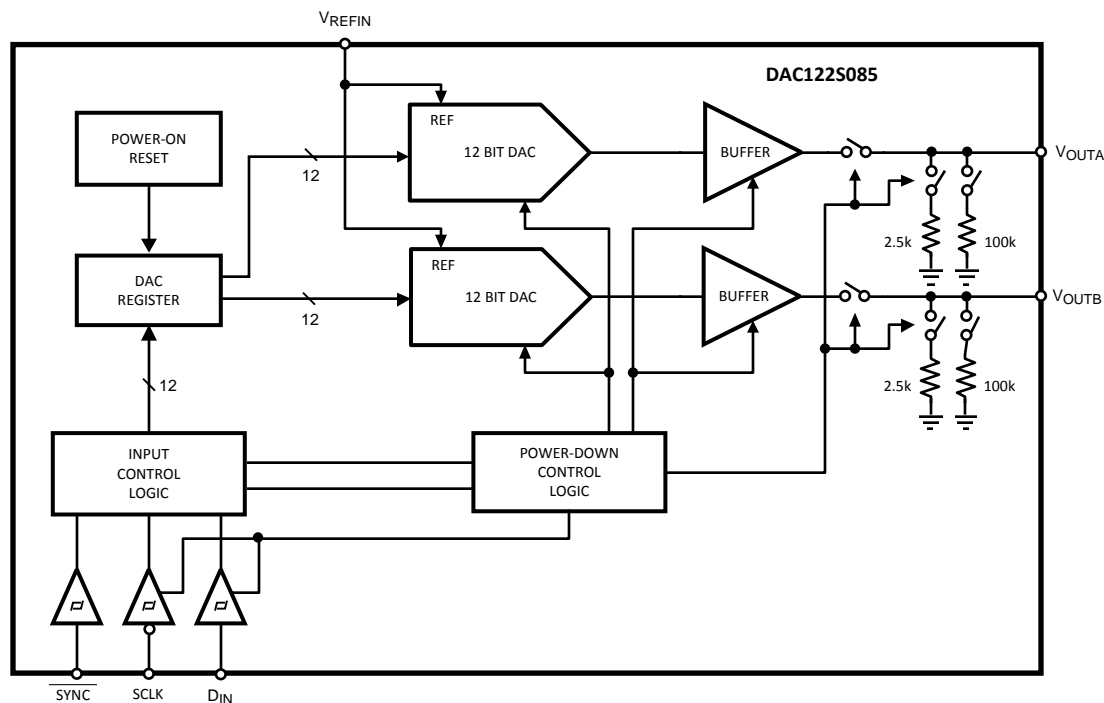 VREFIN
DAC122S085
POWER-ON
RESET
REF
12 BIT DAC
BUFFER
VOUTA
12
2.5k
100k
DAC
REGISTER
REF
12 BIT DAC
BUFFER
VOUTB
12
2.5k
100k
12
INPUT
CONTROL
LOGIC
POWER-DOWN
CONTROL
LOGIC
SYNC
SCLK
DIN